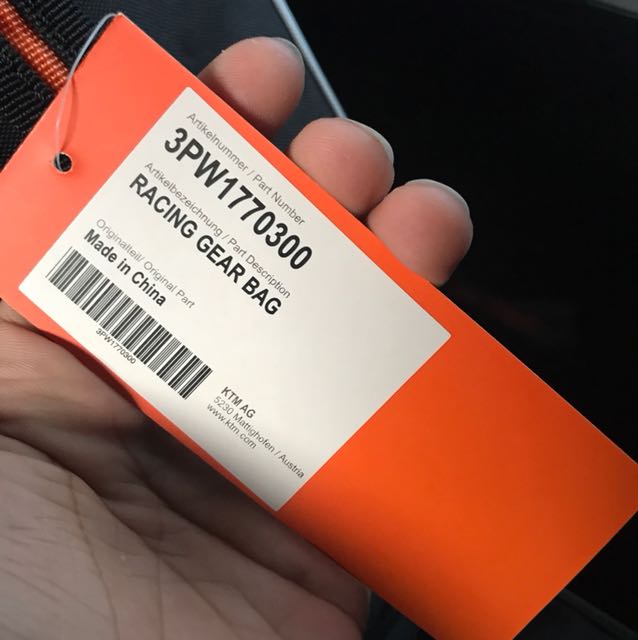 Artikelnummer / Part Number
3PW1770300
Artikelbezeichnung / Part Description
RACING GEAR BAG
Originalteil/ Original Part
Made in China
3PW1770300
KTM AG
5230 Mattighofen / Austria
www.ktm.com